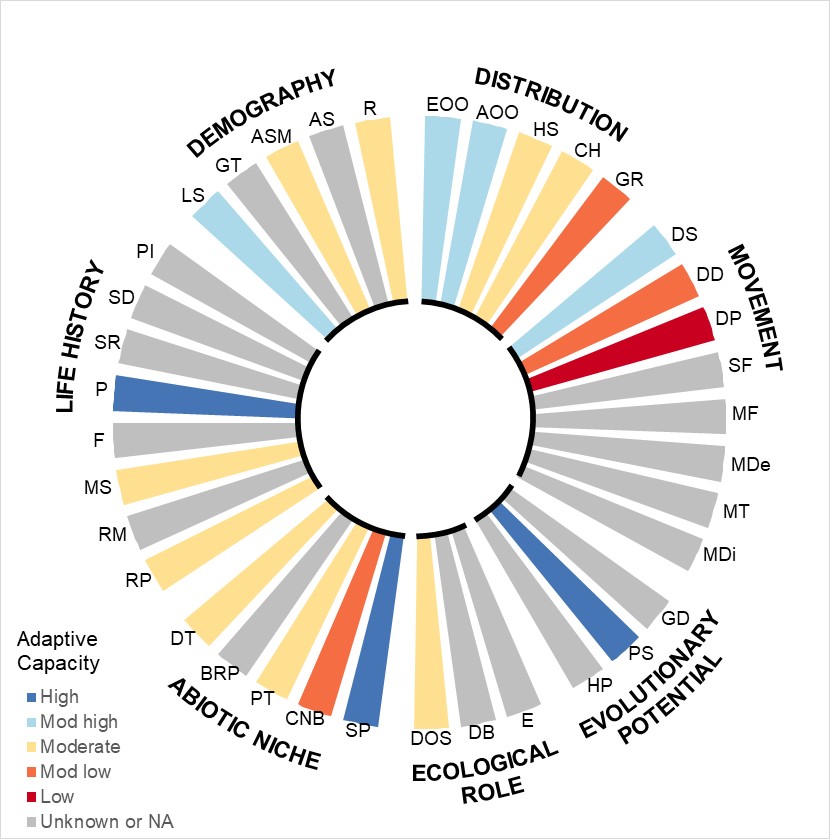 DEMOGRAPHY
DISTRIBUTION
R
EOO
AOO
AS
HS
ASM
CH
GT
GR
LS
DS
MOVEMENT
PI
DD
LIFE HISTORY
SD
DP
SR
SF
P
MF
F
MDe
MS
MT
RM
MDi
RP
GD
DT
PS
EVOLUTIONARY
POTENTIAL
BRP
HP
PT
CNB
SP
E
DB
DOS
ABIOTIC NICHE
ECOLOGICAL
ROLE
Adaptive
Capacity
High
Mod high
Moderate
Mod low
Low
Unknown or NA